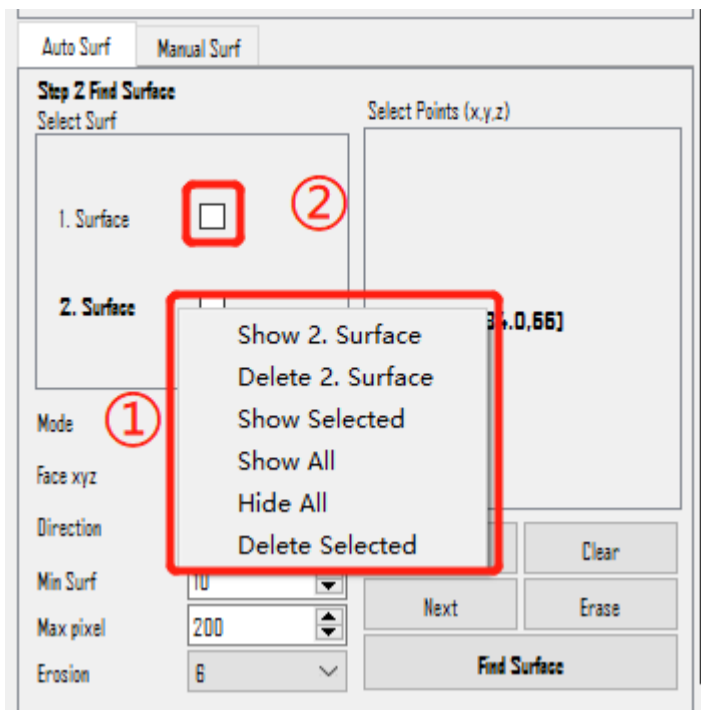 Auto Surf
Manual Surf
Step 2 Find Surface
Select Surf
Select Points (x,y,z)
1. Surface
②
2. Surface
34.0,66]
Show 2. Surface
Delete 2. Surface
Show Selected
Show All
Hide All
Delete Selected
Mode
①
Face xyz
Direction
Clear
Min Surf
10
Next
Erase
Max pixel
200
Erosion
6
Find Surface